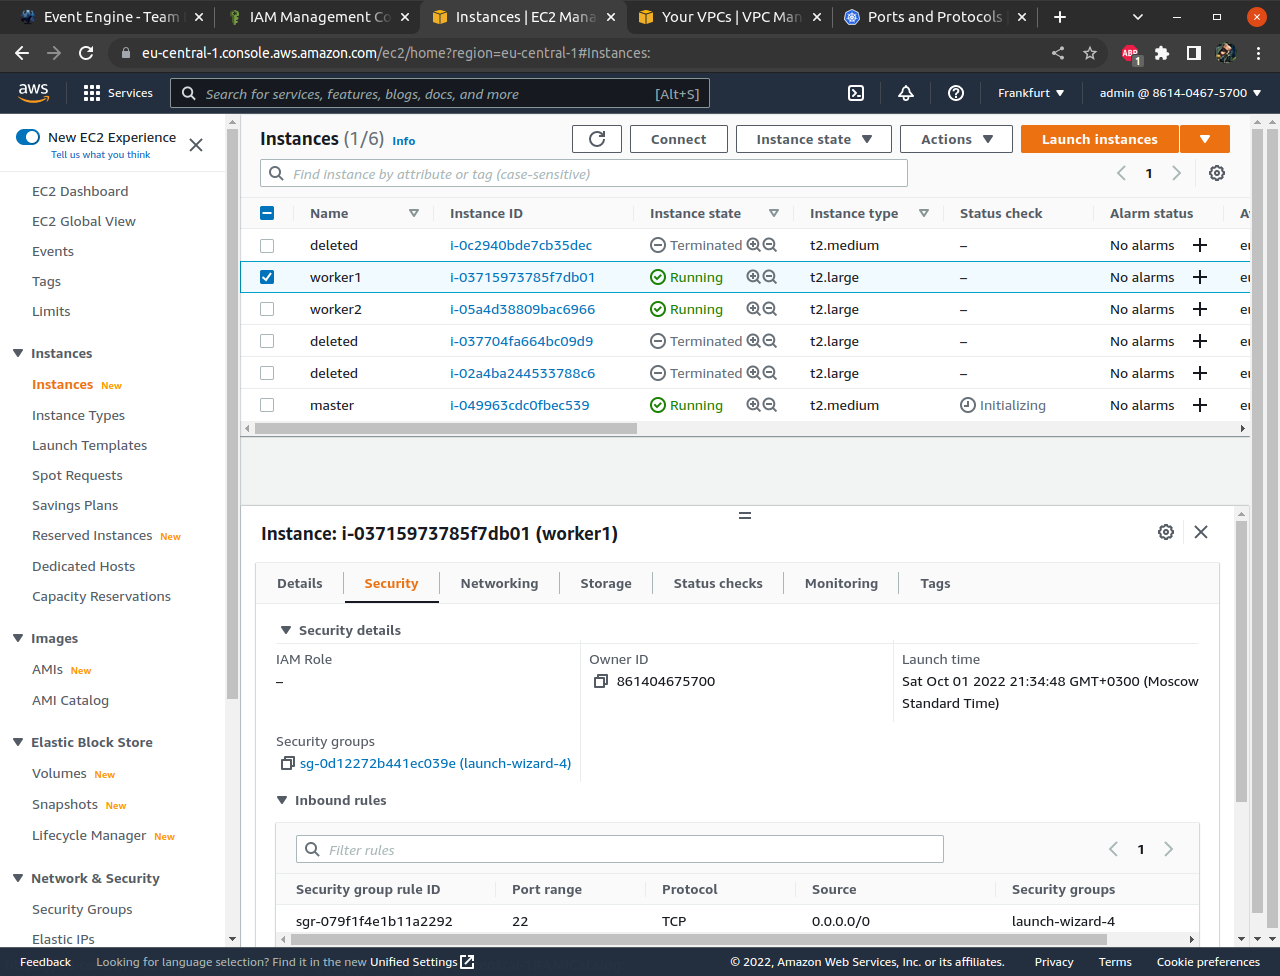 Event Engine - Team
IAM Management Co
Instances | EC2 Mana
Your VPCs | VPC Man
Ports and Protocols
eu-central-1.console.aws.amazon.com/ec2/home?region=eu-central-1#Instances:
ABP 1
aws Services Search for services, features, blogs, docs, and more [Alt+S] Frankfurt admin @ 8614-0467-5700
New EC2 Experience
Tell us what you think
EC2 Dashboard
EC2 Global View
Events
Tags
Limits
Instances
Instances New
Instance Types
Launch Templates
Spot Requests
Savings Plans
Reserved Instances New
Dedicated Hosts
Capacity Reservations
Images
AMIs New
AMI Catalog
Elastic Block Store
Volumes New
Snapshots New
Lifecycle Manager New
Network & Security
Security Groups
Elastic IPs
Instances (1/6) Info Connect Instance state Actions Launch instances
Find instance by attribute or tag (case-sensitive) 1
Name Instance ID Instance state Instance type Status check Alarm status
deleted i-0c2940bde7cb35dec Terminated t2.medium – No alarms
worker1 i-03715973785f7db01 Running t2.large – No alarms
worker2 i-05a4d38809bac6966 Running t2.large – No alarms
deleted i-037704fa664bc09d9 Terminated t2.large – No alarms
deleted i-02a4ba244533788c6 Terminated t2.large – No alarms
master i-049963cdc0fbec539 Running t2.medium Initializing No alarms
Instance: i-03715973785f7db01 (worker1)
Details Security Networking Storage Status checks Monitoring Tags
Security details
IAM Role
–
Owner ID
861404675700
Launch time
Sat Oct 01 2022 21:34:48 GMT+0300 (Moscow
Standard Time)
Security groups
sg-0d12272b441ec039e (launch-wizard-4)
Inbound rules
Filter rules 1
Security group rule ID Port range Protocol Source Security groups
sgr-079f1f4e1b11a2292 22 TCP 0.0.0.0/0 launch-wizard-4
Feedback Looking for language selection? Find it in the new Unified Settings © 2022, Amazon Web Services, Inc. or its affiliates. Privacy Terms Cookie preferences